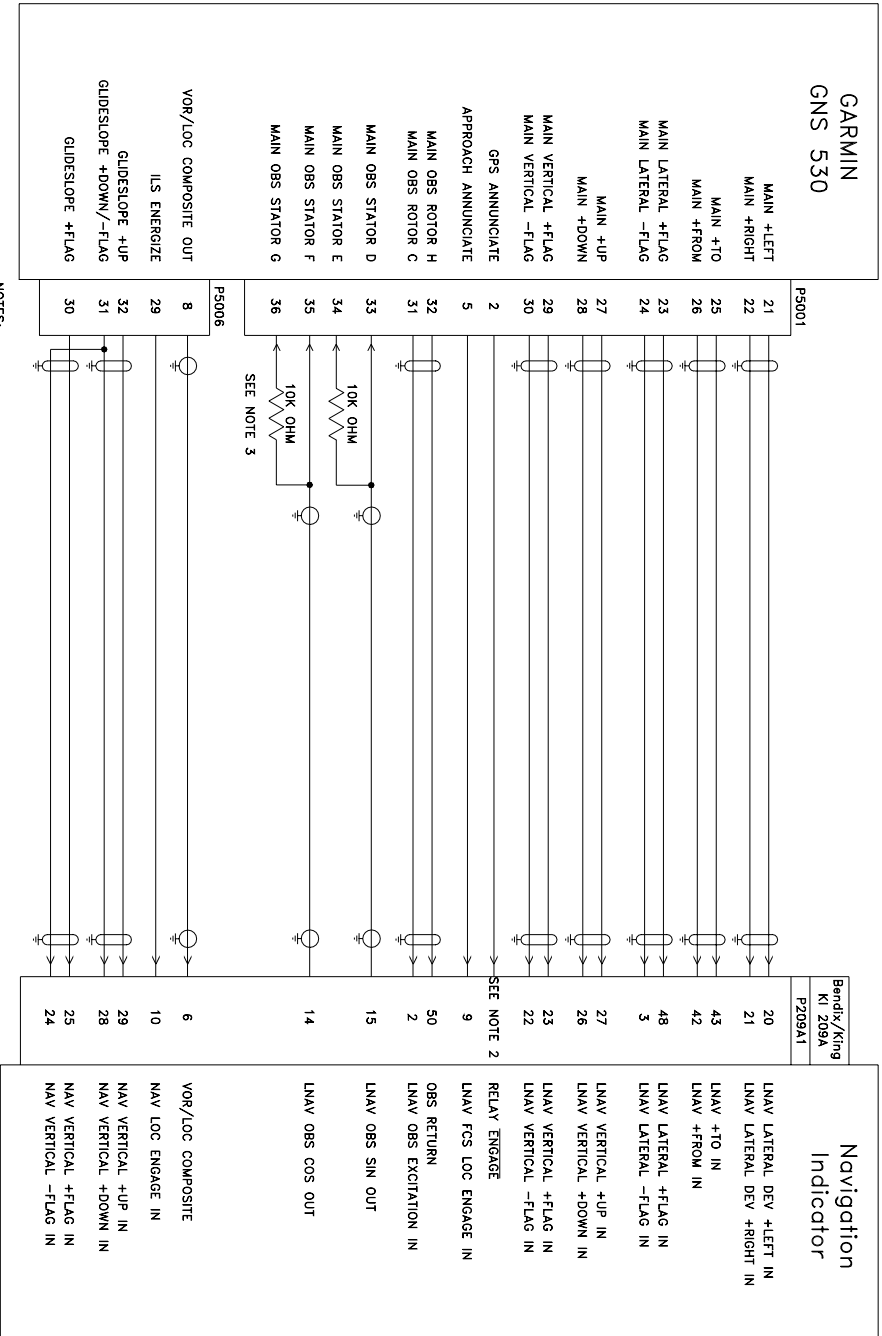 GARMIN
GNS 530
P5001
Bendix/King
KI 209A
P209A1
Navigation
Indicator
MAIN +LEFT 21 20 LNAV LATERAL DEV +LEFT IN
MAIN +RIGHT 22 21 LNAV LATERAL DEV +RIGHT IN
MAIN +TO 25 43 LNAV +TO IN
MAIN +FROM 26 42 LNAV +FROM IN
MAIN LATERAL +FLAG 23 48 LNAV LATERAL +FLAG IN
MAIN LATERAL -FLAG 24 3 LNAV LATERAL -FLAG IN
MAIN +UP 27 27 LNAV VERTICAL +UP IN
MAIN +DOWN 28 26 LNAV VERTICAL +DOWN IN
MAIN VERTICAL +FLAG 29 23 LNAV VERTICAL +FLAG IN
MAIN VERTICAL -FLAG 30 22 LNAV VERTICAL -FLAG IN
GPS ANNUNCIATE 2 SEE NOTE 2 RELAY ENGAGE
APPROACH ANNUNCIATE 5 9 LNAV FCS LOC ENGAGE IN
MAIN OBS ROTOR H 32 50 OBS RETURN
MAIN OBS ROTOR C 31 2 LNAV OBS EXCITATION IN
MAIN OBS STATOR D 33 15 LNAV OBS SIN OUT
MAIN OBS STATOR E 34 10K OHM
MAIN OBS STATOR F 35 14 LNAV OBS COS OUT
MAIN OBS STATOR G 36 10K OHM
SEE NOTE 3
P5006
VOR/LOC COMPOSITE OUT 8 6 VOR/LOC COMPOSITE
ILS ENERGIZE 29 10 NAV LOC ENGAGE IN
GLIDESLOPE +UP 32 29 NAV VERTICAL +UP IN
GLIDESLOPE +DOWN/-FLAG 31 28 NAV VERTICAL +DOWN IN
GLIDESLOPE +FLAG 30 25 NAV VERTICAL +FLAG IN
24 NAV VERTICAL -FLAG IN
NOTES: